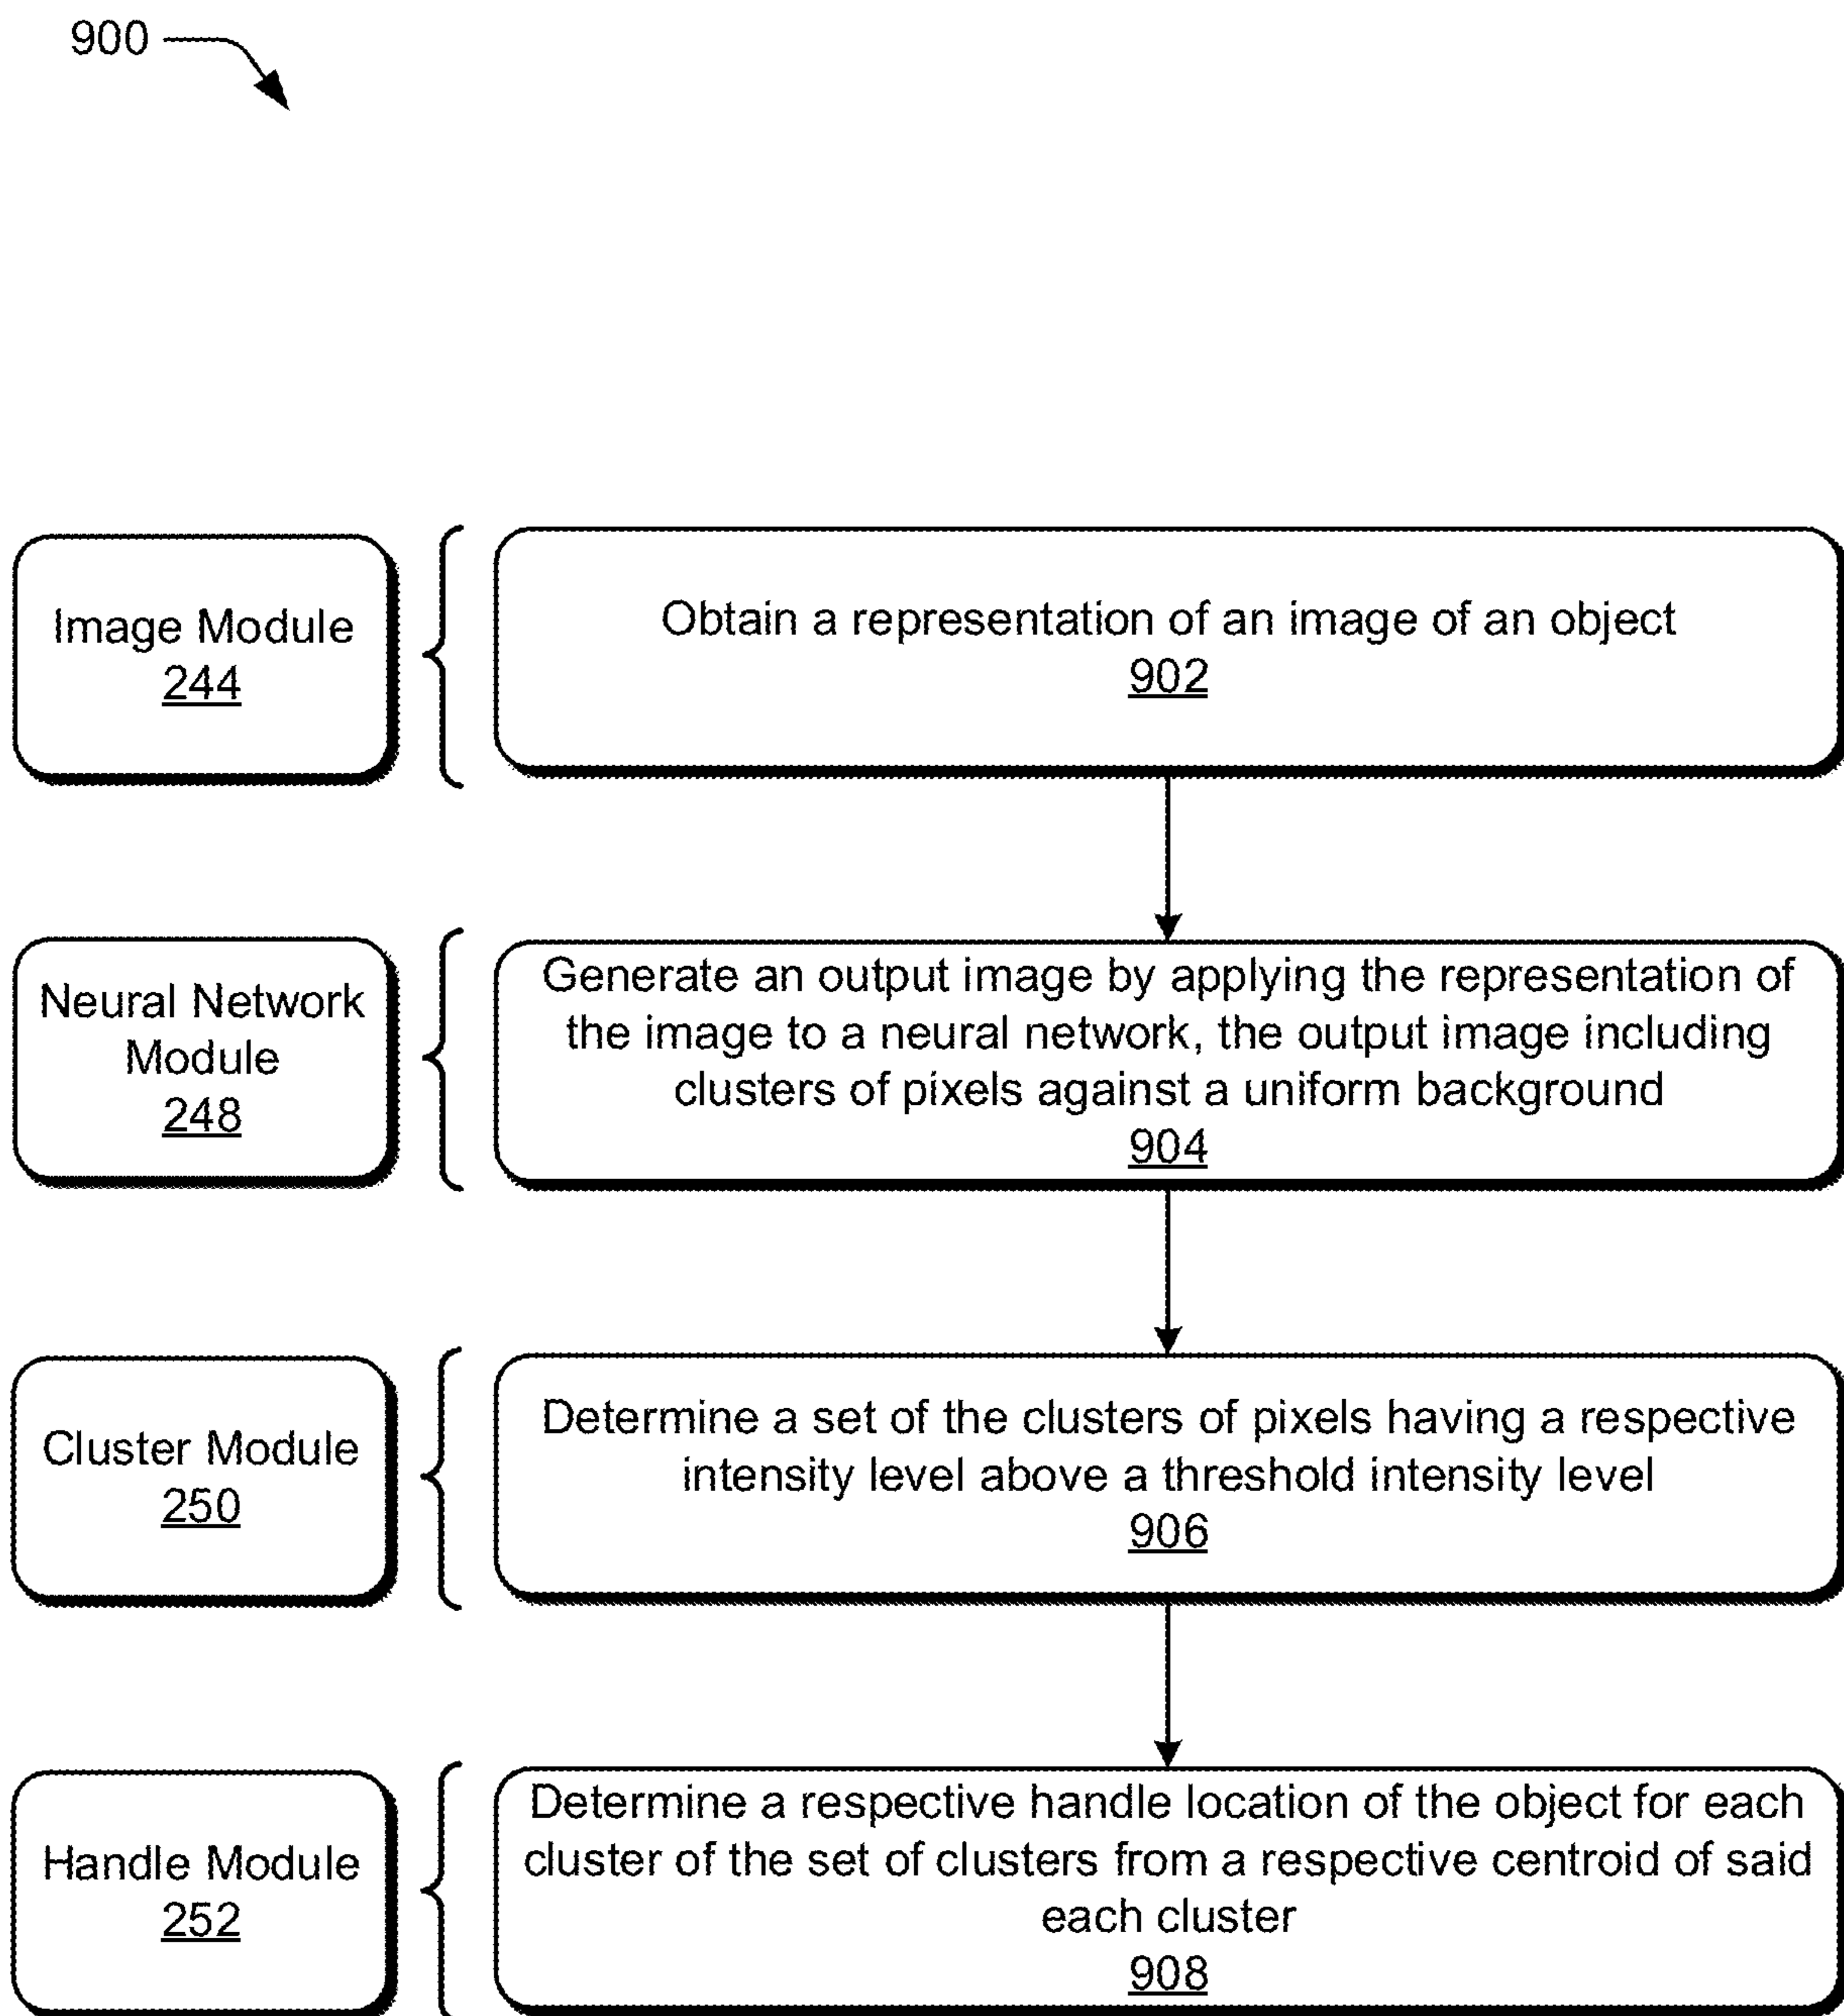 900
Image Module
244
Obtain a representation of an image of an object
902
Neural Network
Module
248
Generate an output image by applying the representation of
the image to a neural network, the output image including
clusters of pixels against a uniform background
904
Cluster Module
250
Determine a set of the clusters of pixels having a respective
intensity level above a threshold intensity level
906
Handle Module
252
Determine a respective handle location of the object for each
cluster of the set of clusters from a respective centroid of said
each cluster
908